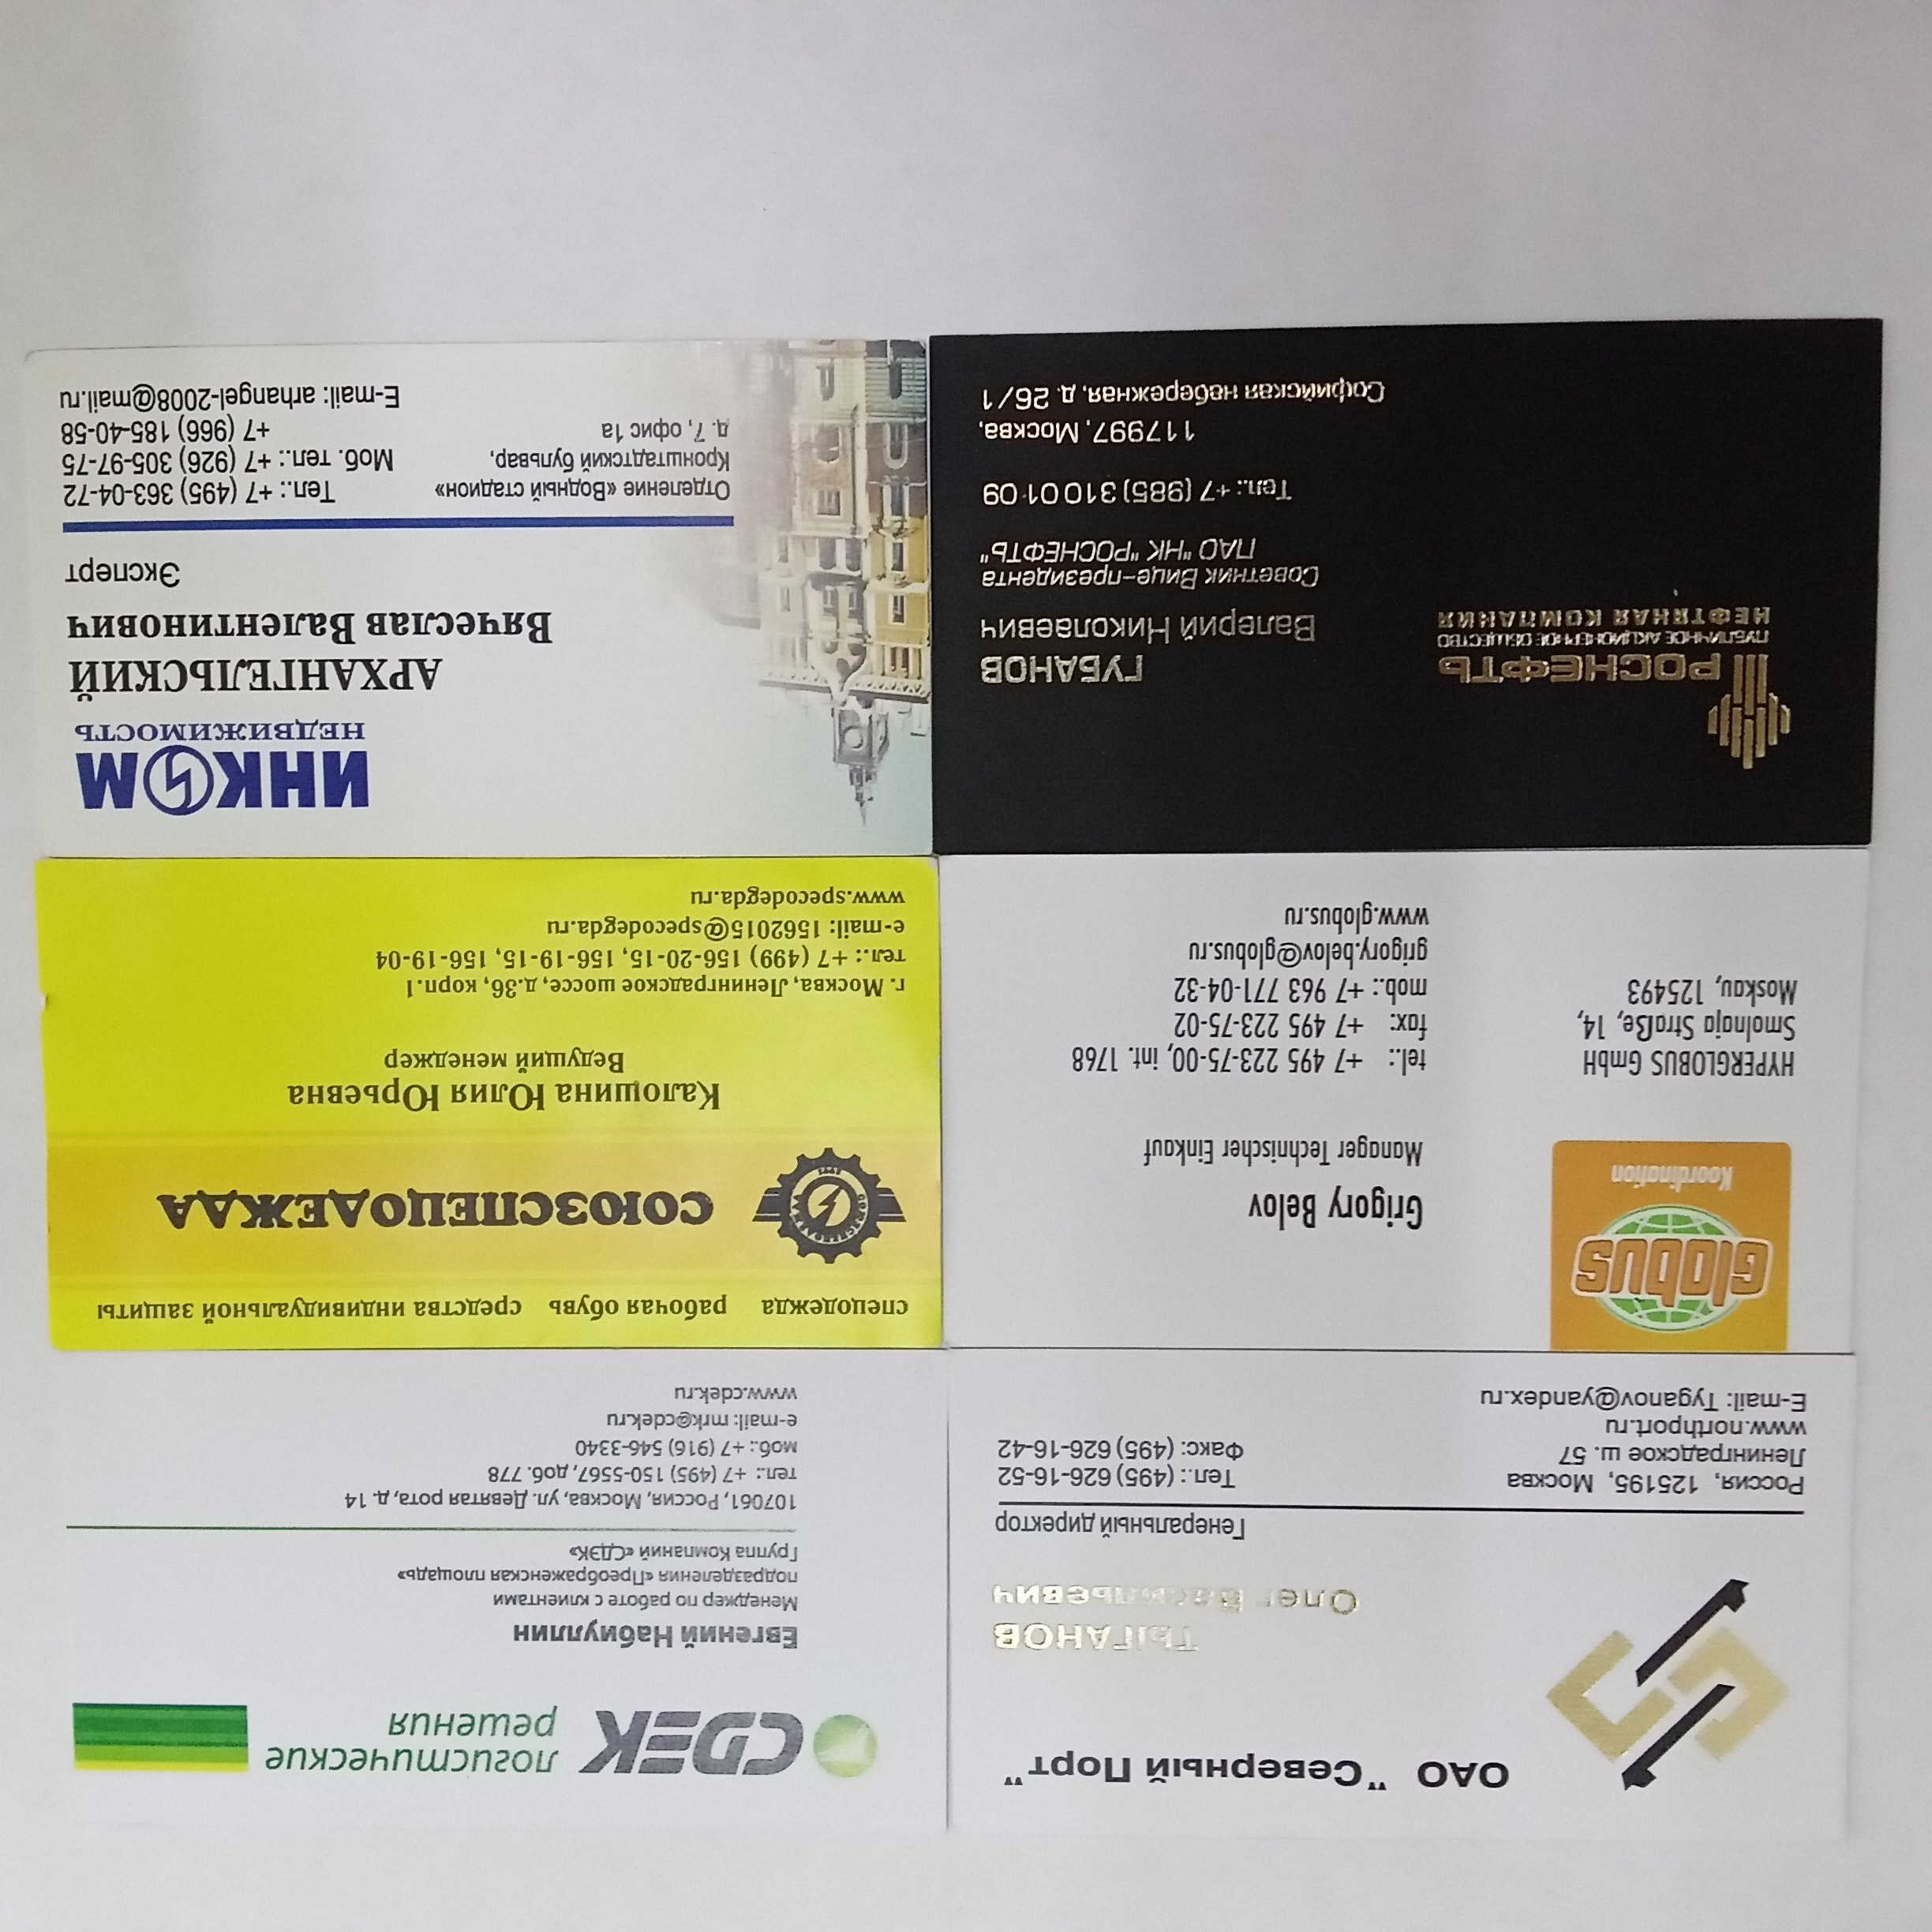 ОАО "Северный Порт"
ТЫГАНОВ
Олег Васильевич
Генеральный директор
Россия, 125195, Москва
Ленинградское ш. 57
www.northport.ru
E-mail: Tyganov@yandex.ru
Тел.: (495) 626-16-52
Факс: (495) 626-16-42
CDEK логистические
решения
Евгений Набиуллин
Менеджер по работе с клиентами
подразделения «Преображенская площадь»
Группа Компаний «СДЭК»
107061, Россия, Москва, ул. Девятая рота, д. 14
тел.: +7 (495) 150-5567, доб. 778
моб.: +7 (916) 546-3340
e-mail: mrk@cdek.ru
www.cdek.ru
Globus
Koordination
Grigory Belov
Manager Technischer Einkauf
HYPERGLOBUS GmbH
Smolnaja Straße, 14,
Moskau, 125493
tel.: +7 495 223-75-00, int. 1768
fax: +7 495 223-75-02
mob.: +7 963 771-04-32
grigory.belov@globus.ru
www.globus.ru
спецодежда рабочая обувь средства индивидуальной защиты
СОЮЗСПЕЦОДЕЖДА
Калошина Юлия Юрьевна
Ведущий менеджер
г. Москва, Ленинградское шоссе, д.36, корп.1
тел.: +7 (499) 156-20-15, 156-19-15, 156-19-04
e-mail: 1562015@specodegda.ru
www.specodegda.ru
РОСНЕФТЬ
ПУБЛИЧНОЕ АКЦИОНЕРНОЕ ОБЩЕСТВО
НЕФТЯНАЯ КОМПАНИЯ
ГУБАНОВ
Валерий Николаевич
Советник Вице-президента
ПАО "НК "РОСНЕФТЬ"
Тел.: +7 (985) 310 01 09
117997, Москва,
Софийская набережная, д. 26/1
ИНКОМ
НЕДВИЖИМОСТЬ
АРХАНГЕЛЬСКИЙ
Вячеслав Валентинович
Эксперт
Отделение «Водный стадион»
Кронштадтский бульвар,
д. 7, офис 1а
Тел.: +7 (495) 363-04-72
Моб. тел.: +7 (926) 305-97-75
+7 (966) 185-40-58
E-mail: arhangel-2008@mail.ru